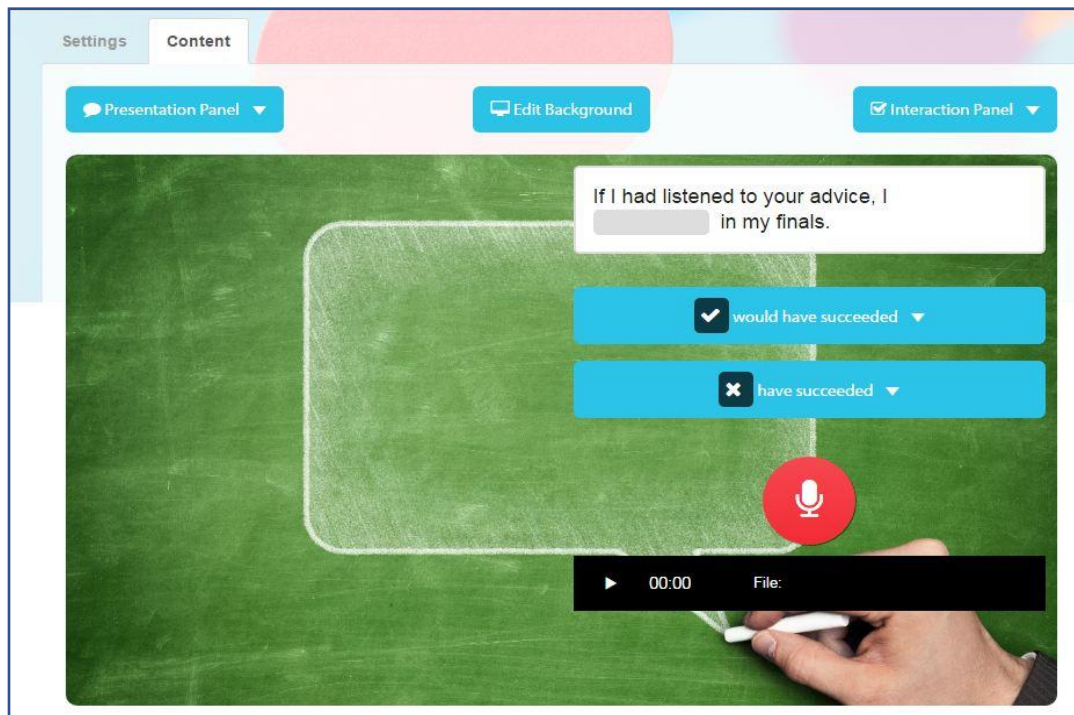 Settings
Content
Presentation Panel
Edit Background
Interaction Panel
If I had listened to your advice, I
in my finals.
would have succeeded
have succeeded
00:00
File: